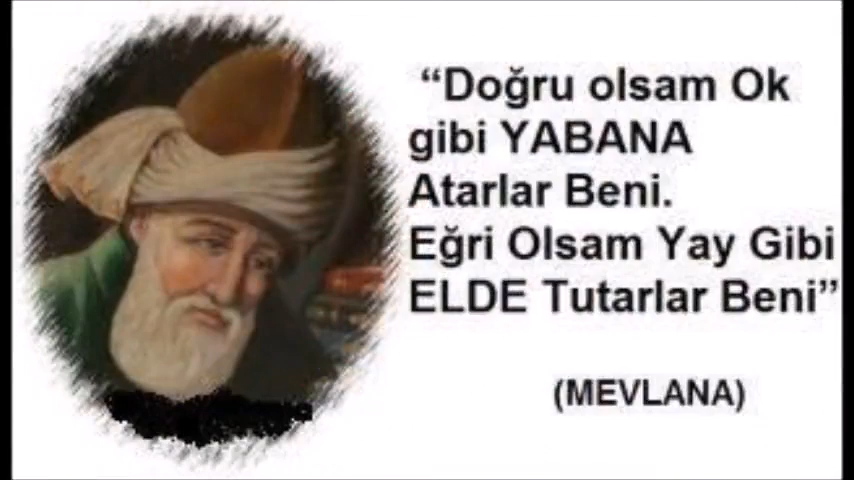 “Doğru olsam Ok
gibi YABANA
Atarlar Beni.
Eğri Olsam Yay Gibi
ELDE Tutarlar Beni”
(MEVLANA)